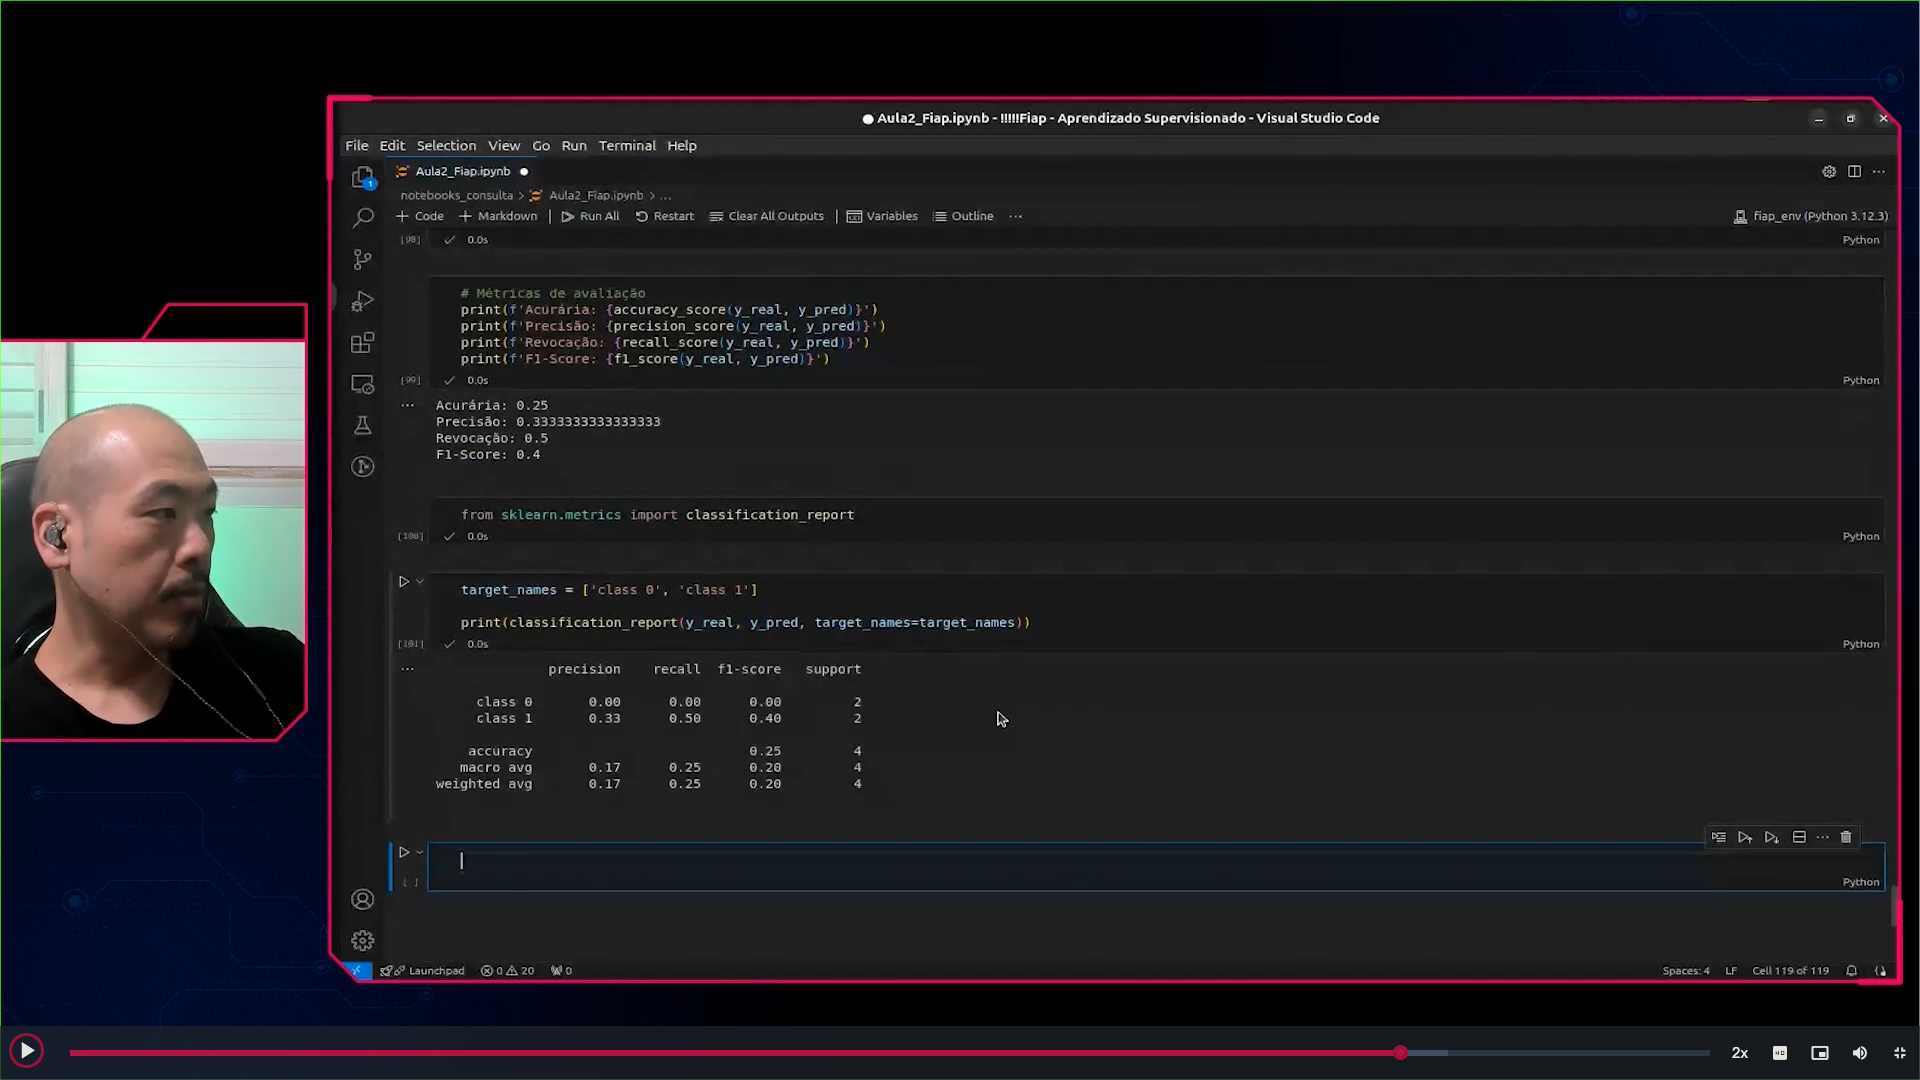 Aula2_Fiap.ipynb - !!!!!Fiap - Aprendizado Supervisionado - Visual Studio Code
File Edit Selection View Go Run Terminal Help
Aula2_Fiap.ipynb
1
notebooks_consulta > Aula2_Fiap.ipynb > ...
+ Code + Markdown Run All Restart Clear All Outputs Variables Outline ... fiap_env (Python 3.12.3)
[98] 0.0s Python
# Métricas de avaliação
print(f'Acurária: {accuracy_score(y_real, y_pred)}')
print(f'Precisão: {precision_score(y_real, y_pred)}')
print(f'Revocação: {recall_score(y_real, y_pred)}')
print(f'F1-Score: {f1_score(y_real, y_pred)}')
[99] 0.0s Python
... Acurária: 0.25
Precisão: 0.3333333333333333
Revocação: 0.5
F1-Score: 0.4
from sklearn.metrics import classification_report
[100] 0.0s Python
target_names = ['class 0', 'class 1']
print(classification_report(y_real, y_pred, target_names=target_names))
[101] 0.0s Python
... precision recall f1-score support
class 0 0.00 0.00 0.00 2
class 1 0.33 0.50 0.40 2
accuracy 0.25 4
macro avg 0.17 0.25 0.20 4
weighted avg 0.17 0.25 0.20 4
[ ] Python
Launchpad 0 20 0 Spaces: 4 LF Cell 119 of 119
2x HD